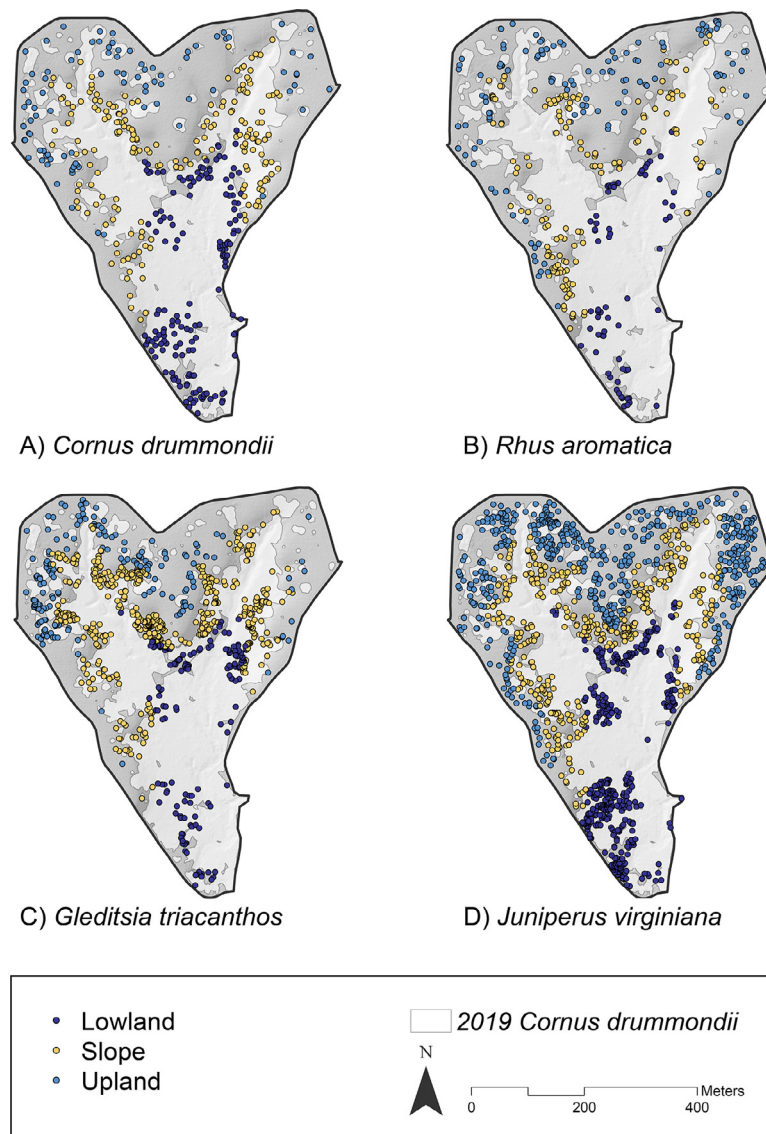 A) Cornus drummondii
B) Rhus aromatica
C) Gleditsia triacanthos
D) Juniperus virginiana
Lowland
Slope
Upland
2019 Cornus drummondii
N
Meters
0 200 400